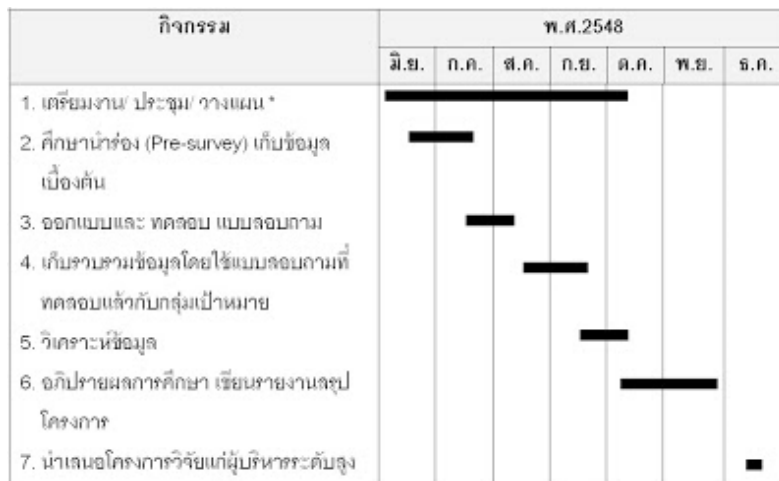 กิจกรรม
พ.ศ.2548
มิ.ย. ก.ค. ส.ค. ก.ย. ต.ค. พ.ย. ธ.ค.
1. เตรียมงาน/ ประชุม/ วางแผน *
2. ศึกษานำร่อง (Pre-survey) เก็บข้อมูล
เบื้องต้น
3. ออกแบบและ ทดสอบ แบบสอบถาม
4. เก็บรวบรวมข้อมูลโดยใช้แบบสอบถามที่
ทดสอบแล้วกับกลุ่มเป้าหมาย
5. วิเคราะห์ข้อมูล
6. อภิปรายผลการศึกษา เขียนรายงานสรุป
โครงการ
7. นำเสนอโครงการวิจัยแก่ผู้บริหารระดับสูง